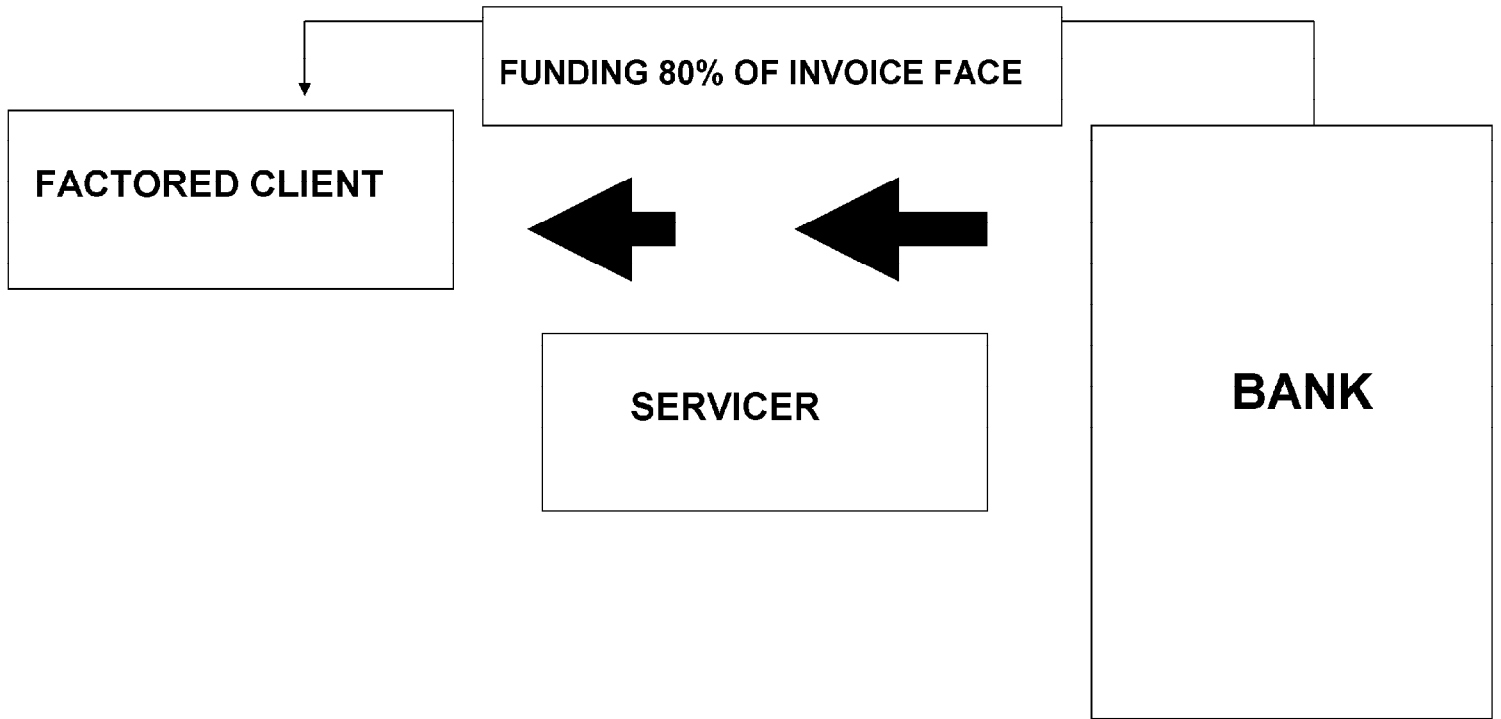 FUNDING 80% OF INVOICE FACE
FACTORED CLIENT
SERVICER
BANK